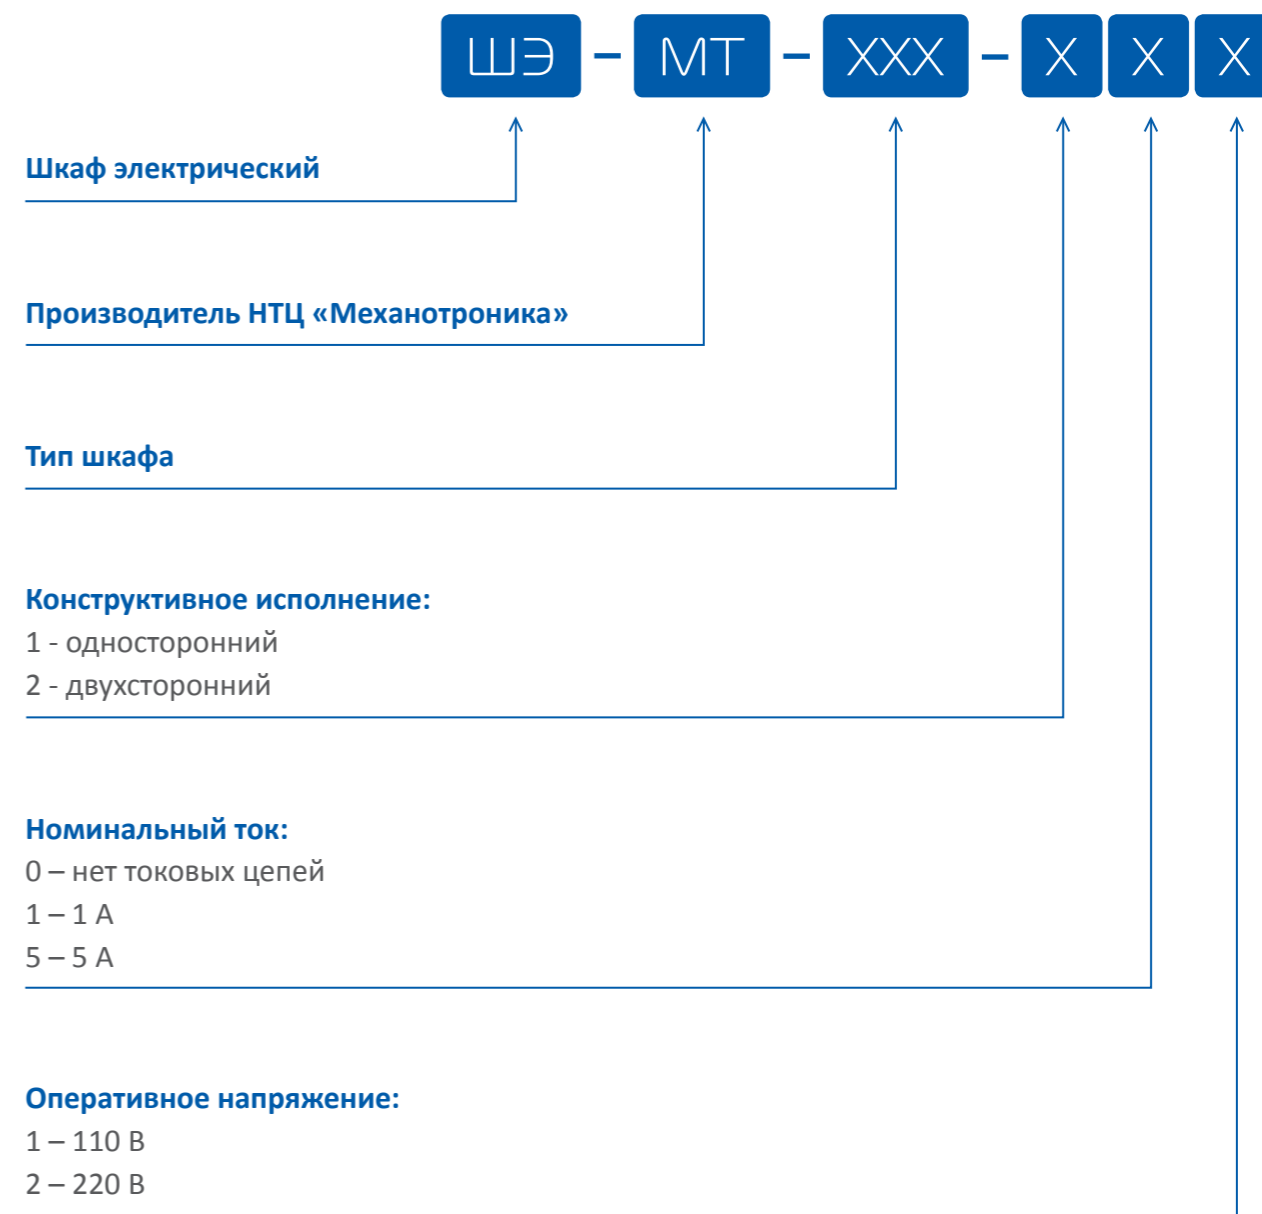 ШЭ – МТ – XXX – X X X
Шкаф электрический
Производитель НТЦ «Механотроника»
Тип шкафа
Конструктивное исполнение:
1 - односторонний
2 - двухсторонний
Номинальный ток:
0 – нет токовых цепей
1 – 1 А
5 – 5 А
Оперативное напряжение:
1 – 110 В
2 – 220 В